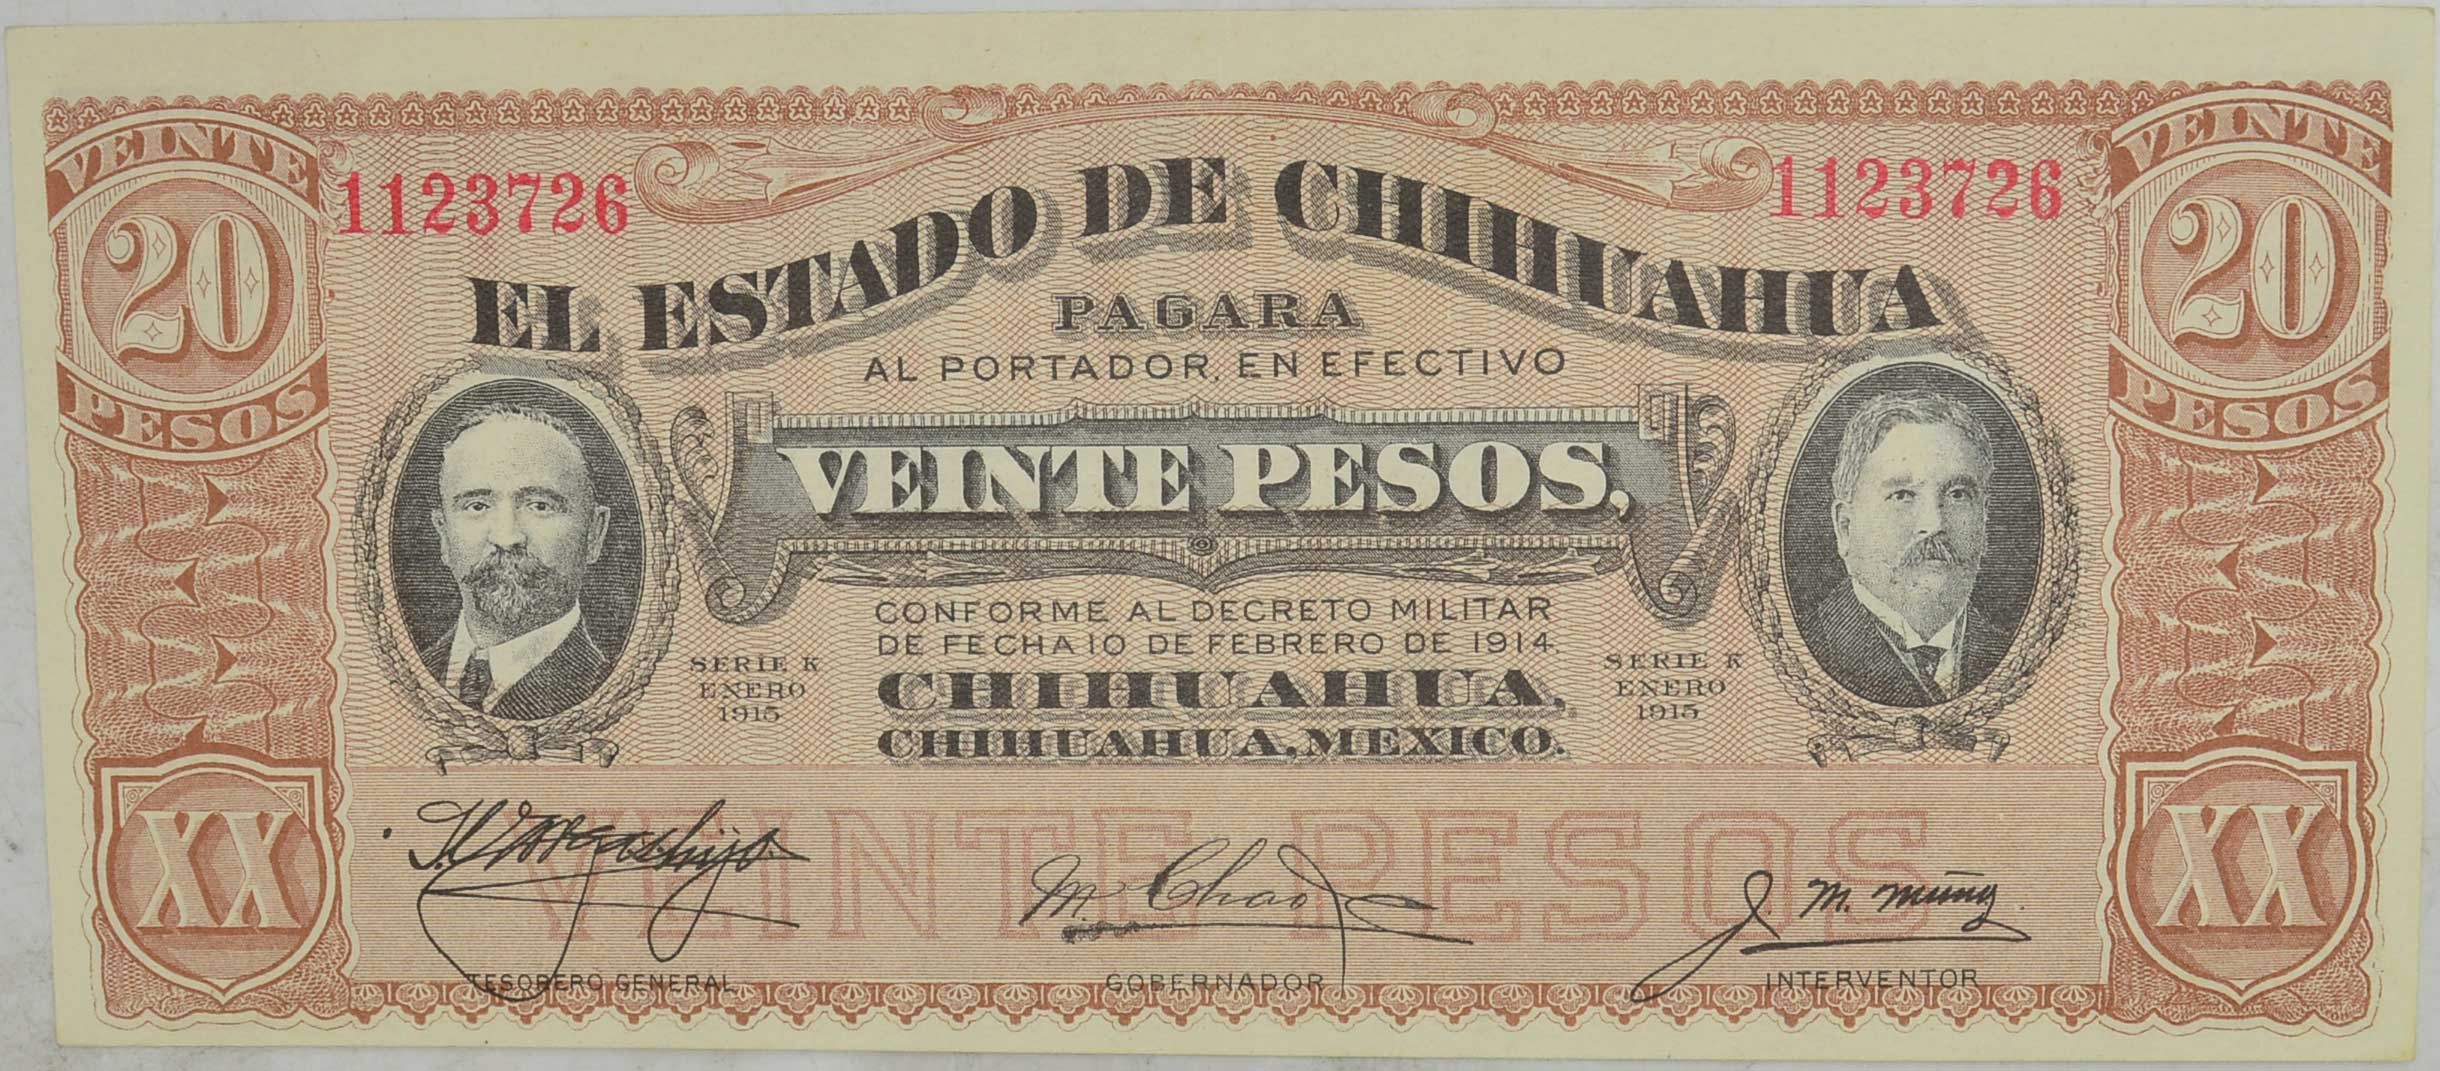 VEINTE
20
PESOS
1123726
1123726
VEINTE
20
PESOS
EL ESTADO DE CHIHUAHUA
PAGARA
AL PORTADOR, EN EFECTIVO
VEINTE PESOS,
CONFORME AL DECRETO MILITAR
DE FECHA 10 DE FEBRERO DE 1914.
SERIE K
ENERO
1915
SERIE K
ENERO
1915
CHIHUAHUA,
CHIHUAHUA, MEXICO.
VEINTE PESOS
XX
XX
M. Chao
J. M. Muñiz
TESORERO GENERAL
GOBERNADOR
INTERVENTOR